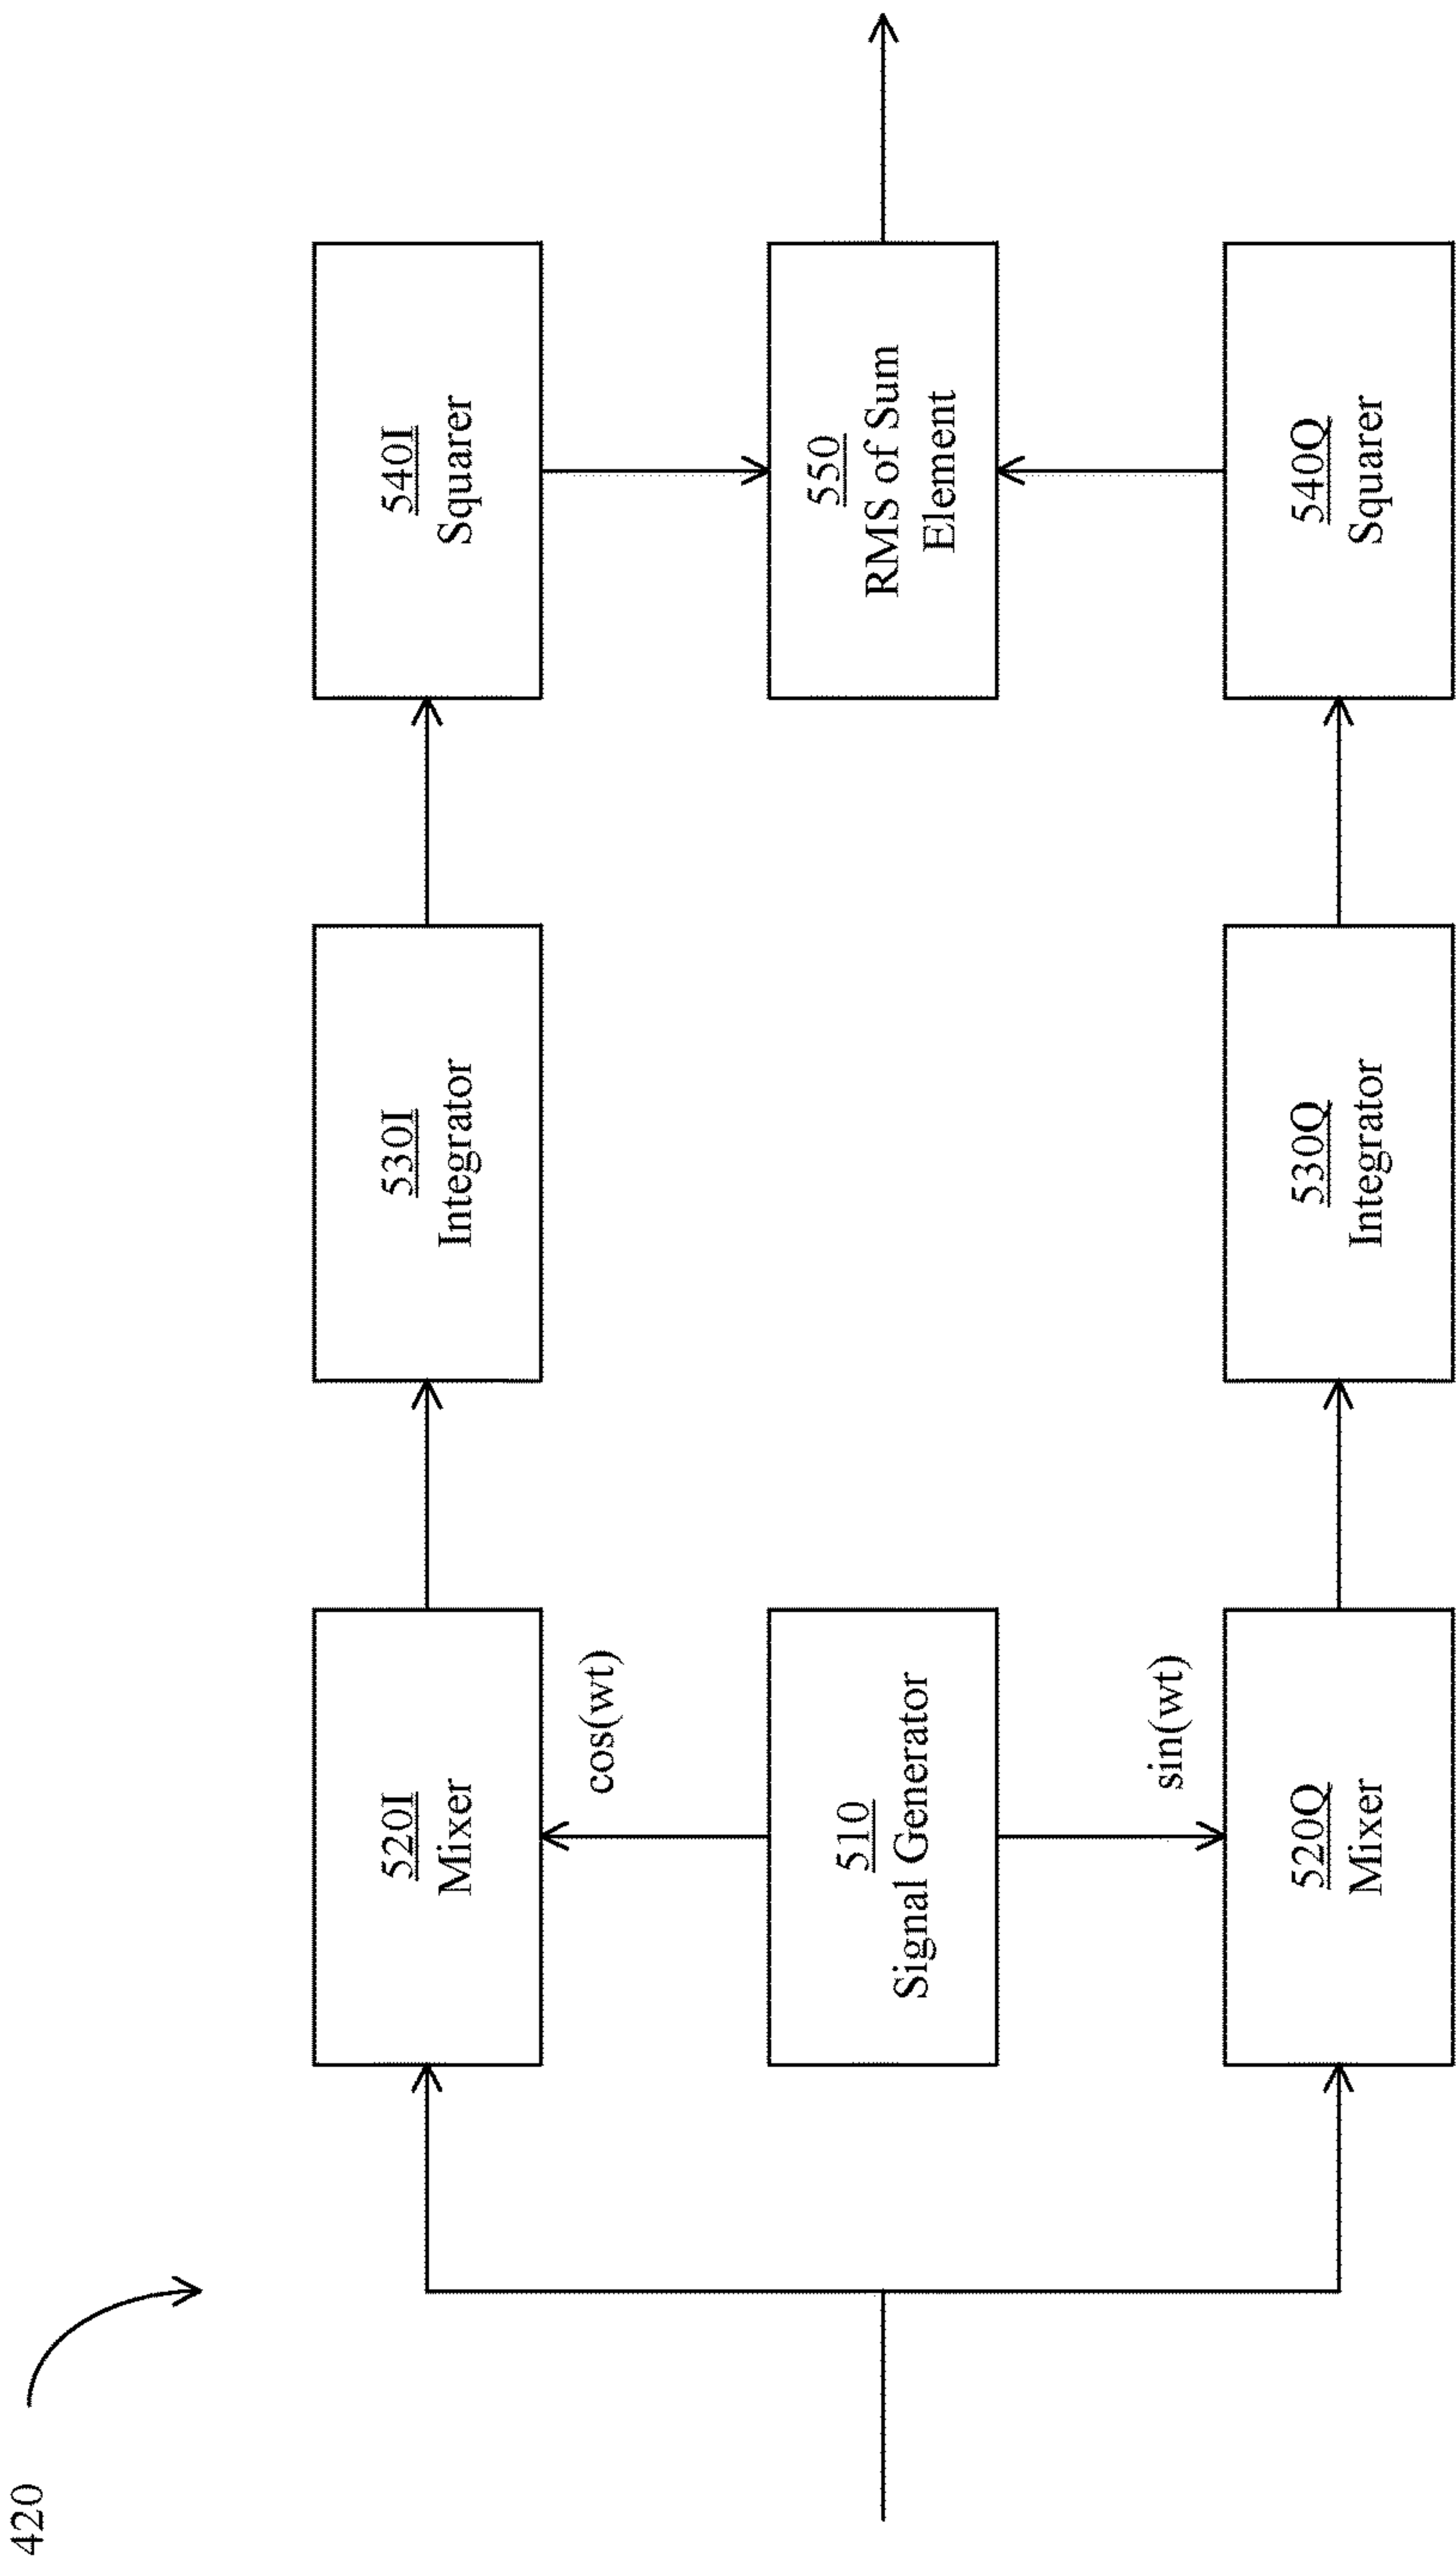 420
520I
Mixer
530I
Integrator
540I
Squarer
cos(wt)
510
Signal Generator
550
RMS of Sum
Element
sin(wt)
520Q
Mixer
530Q
Integrator
540Q
Squarer